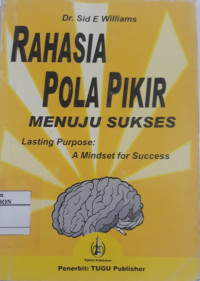 Dr. Sid E Williams
RAHASIA
POLA PIKIR
MENUJU SUKSES
Lasting Purpose:
A Mindset for Success
Penerbit: TUGU Publisher